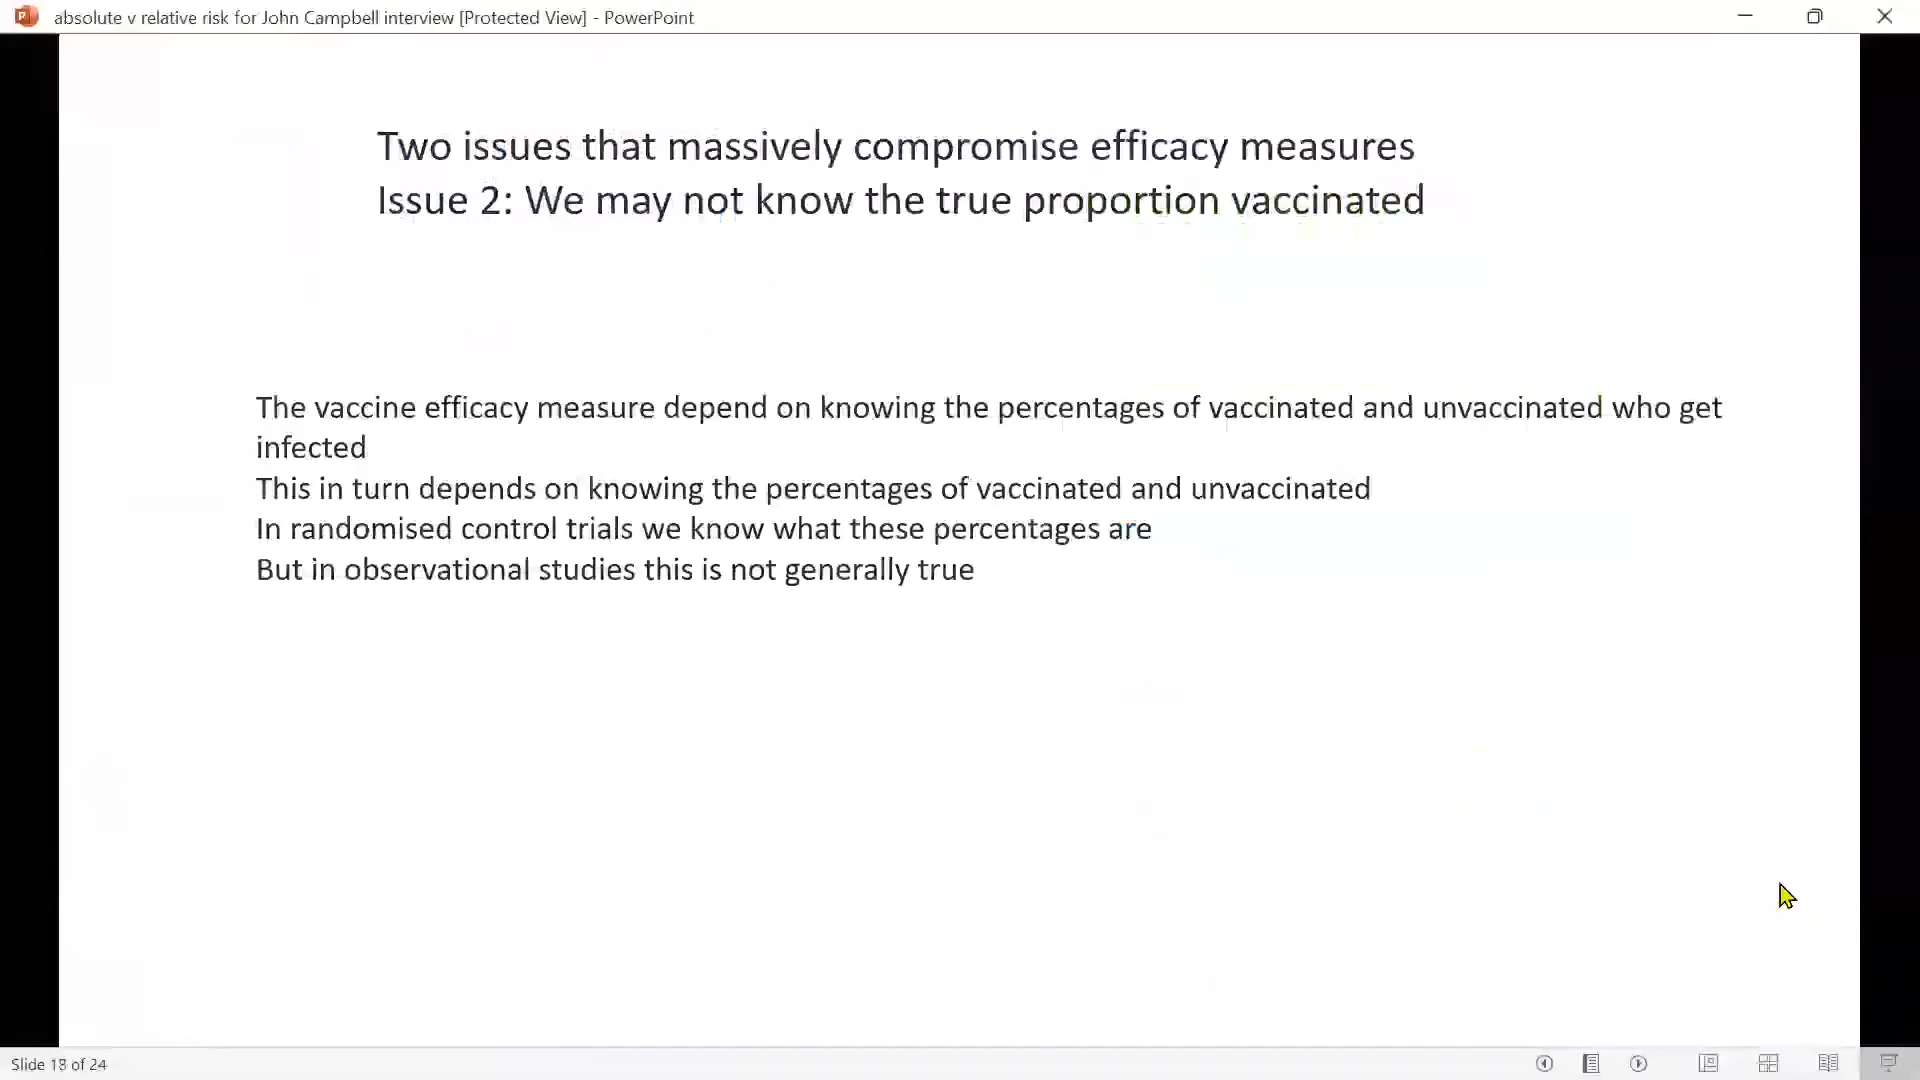 absolute v relative risk for John Campbell interview [Protected View] - PowerPoint
Two issues that massively compromise efficacy measures
Issue 2: We may not know the true proportion vaccinated
The vaccine efficacy measure depend on knowing the percentages of vaccinated and unvaccinated who get
infected
This in turn depends on knowing the percentages of vaccinated and unvaccinated
In randomised control trials we know what these percentages are
But in observational studies this is not generally true
Slide 18 of 24